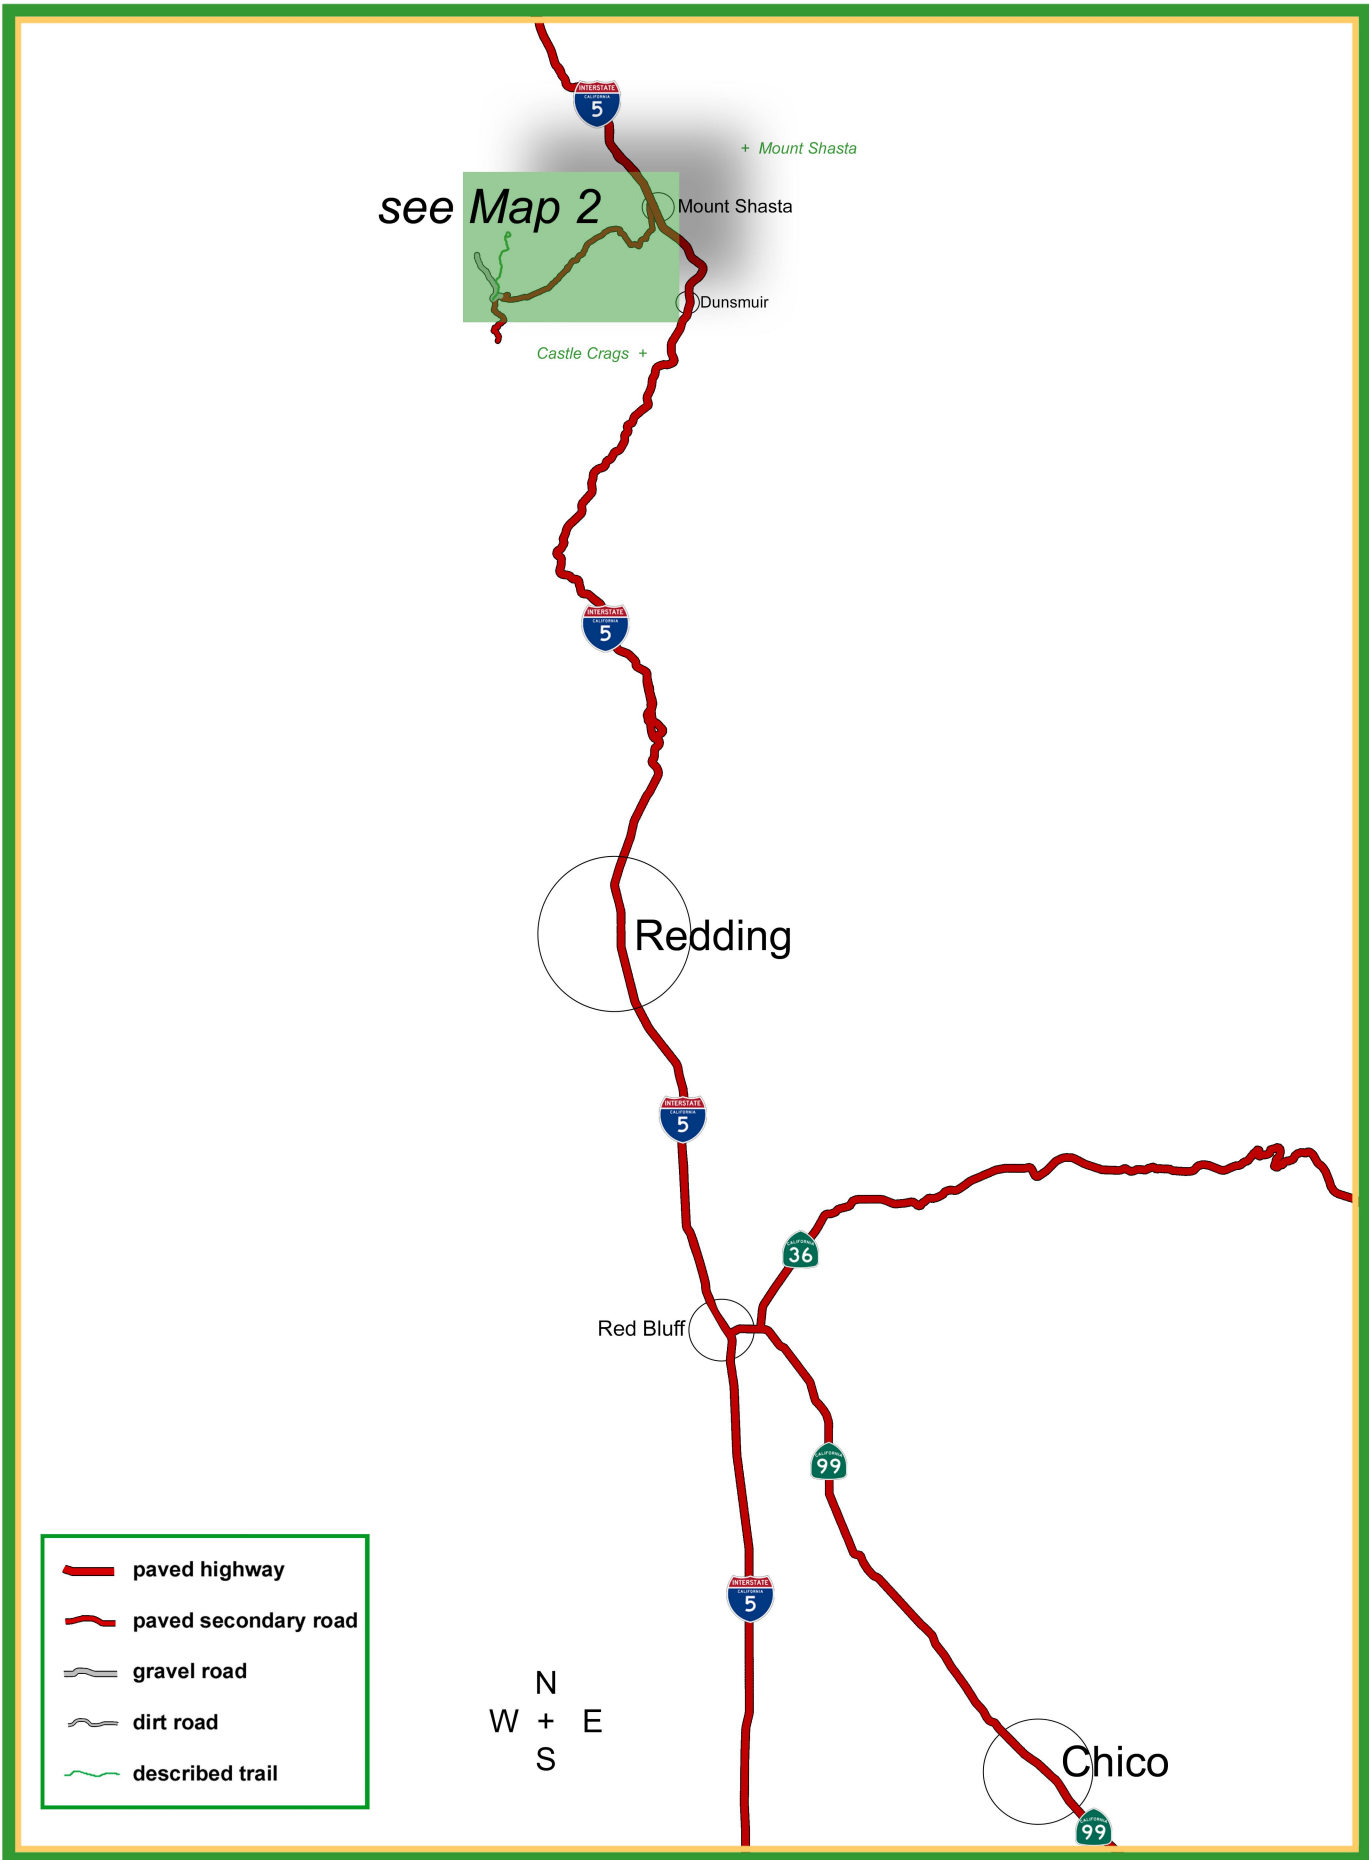 INTERSTATE
CALIFORNIA
5
+ Mount Shasta
see Map 2
Mount Shasta
Dunsmuir
Castle Crags +
INTERSTATE
CALIFORNIA
5
Redding
INTERSTATE
CALIFORNIA
5
CALIFORNIA
36
Red Bluff
CALIFORNIA
99
INTERSTATE
CALIFORNIA
5
paved highway
paved secondary road
gravel road
dirt road
described trail
N
W + E
S
Chico
CALIFORNIA
99